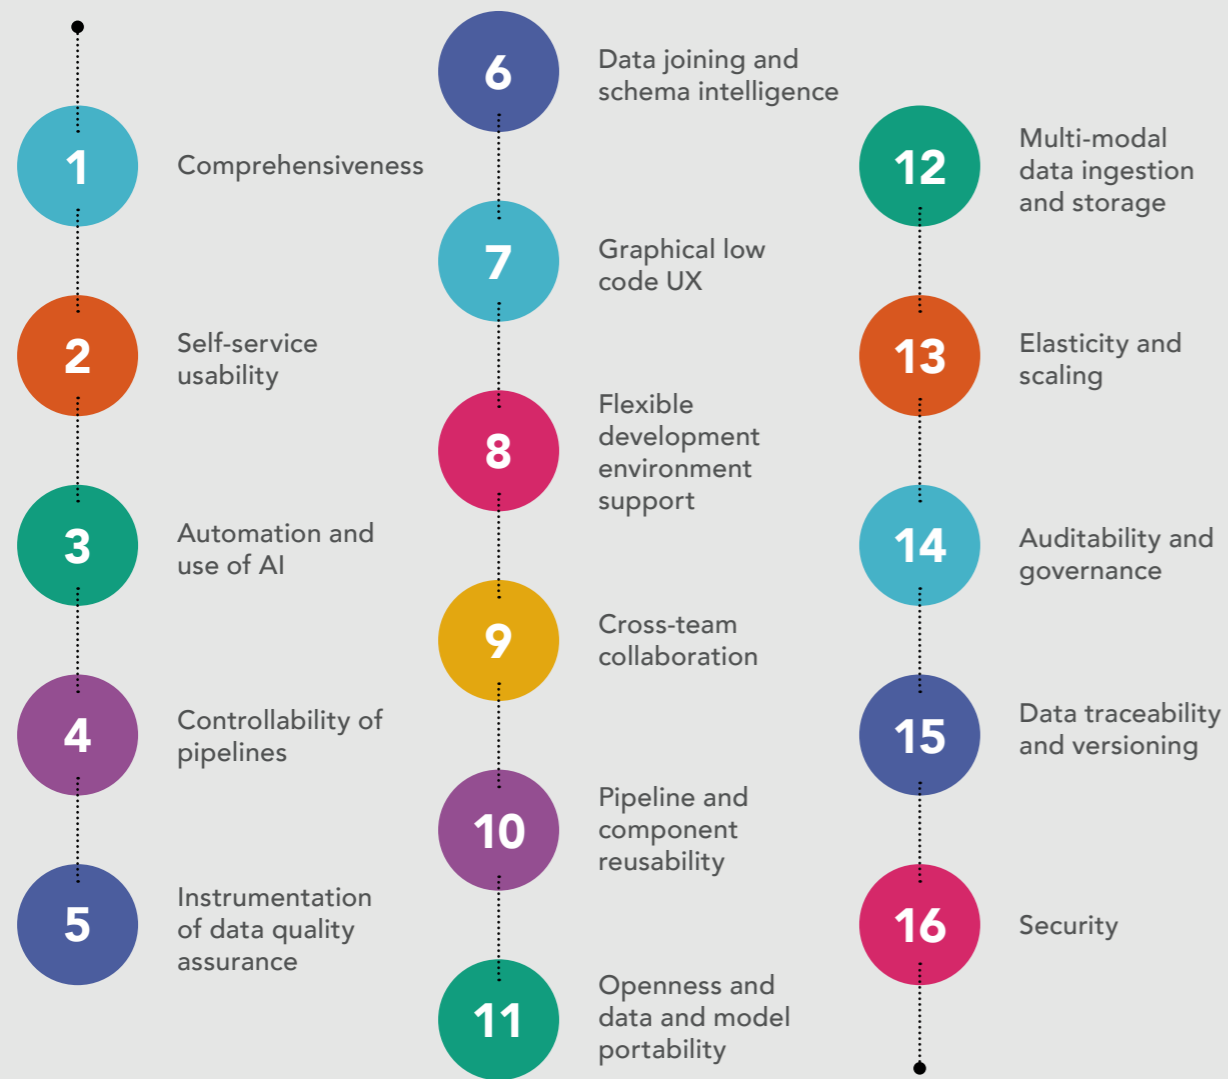 1
Comprehensiveness
2
Self-service
usability
3
Automation and
use of AI
4
Controllability of
pipelines
5
Instrumentation
of data quality
assurance
6
Data joining and
schema intelligence
7
Graphical low
code UX
8
Flexible
development
environment
support
9
Cross-team
collaboration
10
Pipeline and
component
reusability
11
Openness and
data and model
portability
12
Multi-modal
data ingestion
and storage
13
Elasticity and
scaling
14
Auditability and
governance
15
Data traceability
and versioning
16
Security